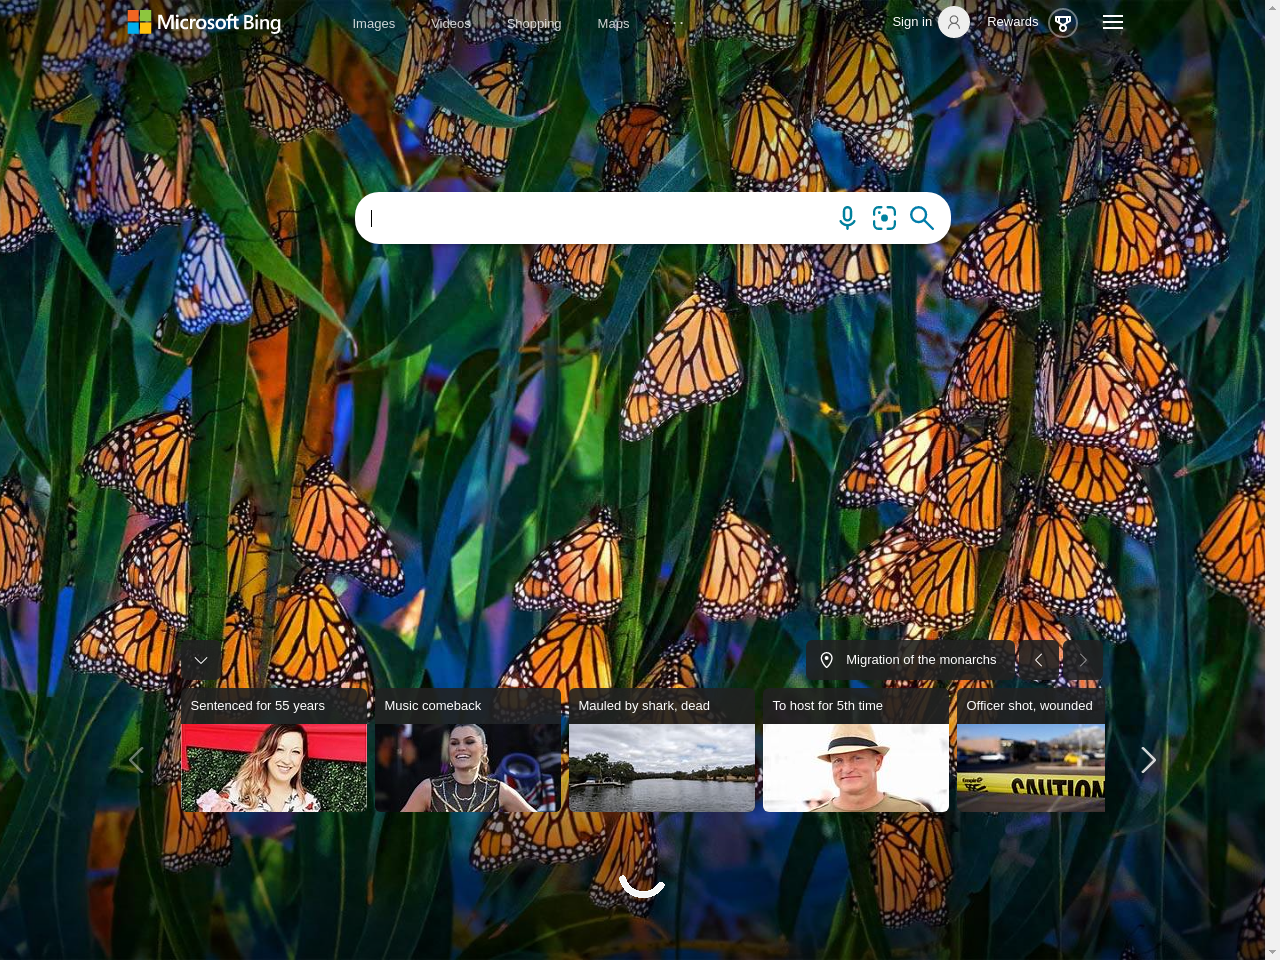 Microsoft Bing
Images
Videos
Shopping
Maps
Sign in
Rewards
Migration of the monarchs
Sentenced for 55 years
Music comeback
Mauled by shark, dead
To host for 5th time
Officer shot, wounded
CAUTION